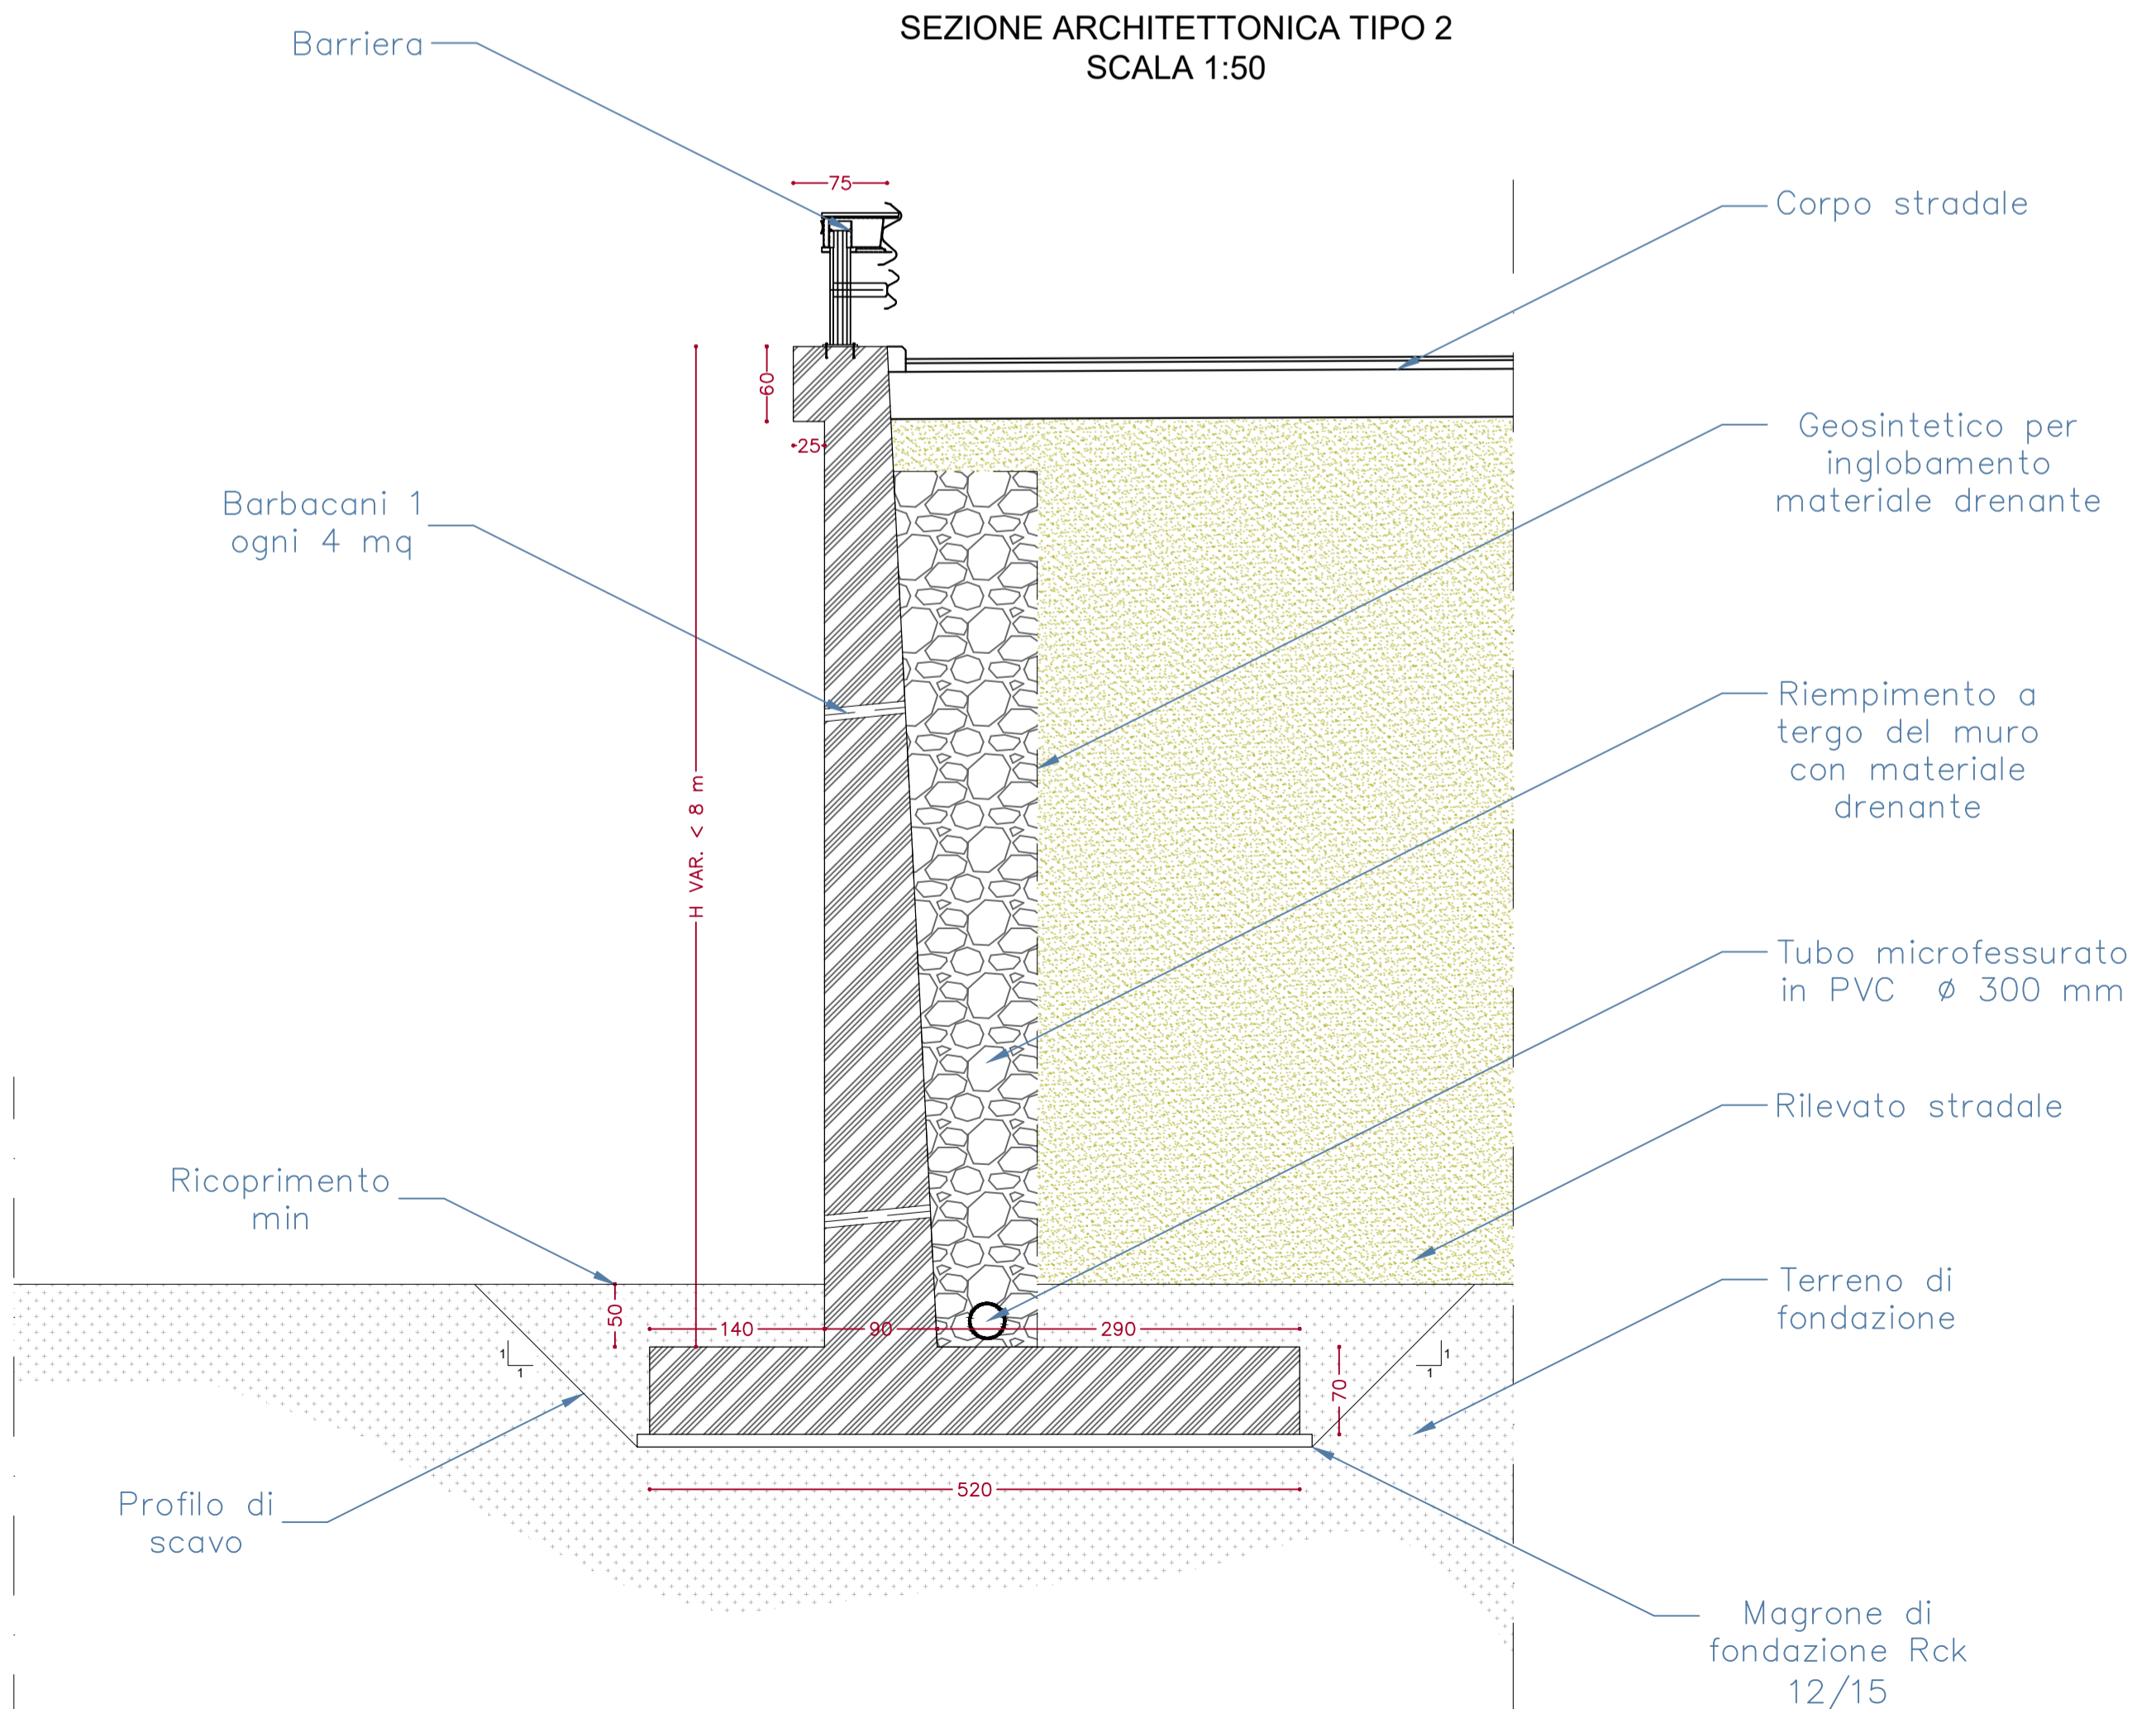 SEZIONE ARCHITETTONICA TIPO 2
SCALA 1:50
Barriera
75
Corpo stradale
60
25
Geosintetico per
inglobamento
materiale drenante
Barbacani 1
ogni 4 mq
Riempimento a
tergo del muro
con materiale
drenante
H VAR. < 8 m
Tubo microfessurato
in PVC Ø 300 mm
Rilevato stradale
Ricoprimento
min
Terreno di
fondazione
50
140
90
290
1
1
1
1
70
520
Profilo di
scavo
Magrone di
fondazione Rck
12/15